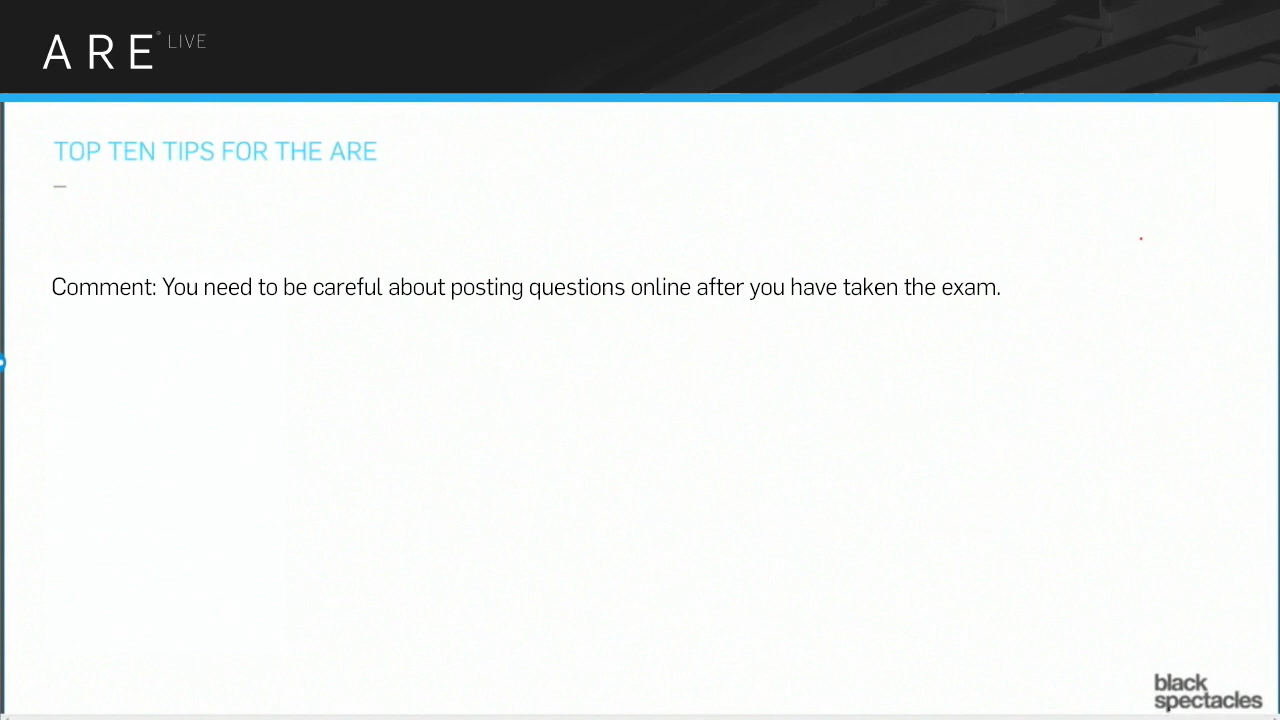 ARE® LIVE
TOP TEN TIPS FOR THE ARE
Comment: You need to be careful about posting questions online after you have taken the exam.
black
spectacles